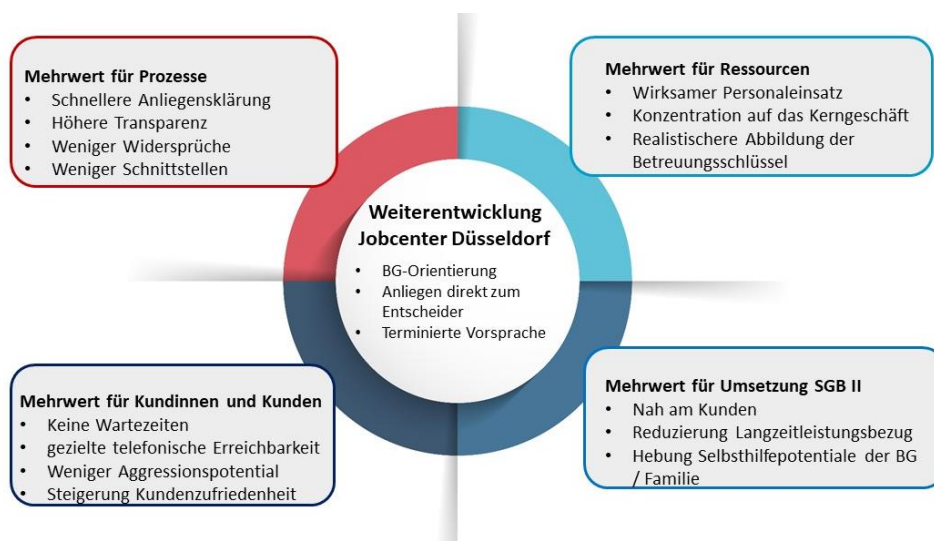 Mehrwert für Prozesse
• Schnellere Anliegensklärung
• Höhere Transparenz
• Weniger Widersprüche
• Weniger Schnittstellen
Mehrwert für Ressourcen
• Wirksamer Personaleinsatz
• Konzentration auf das Kerngeschäft
• Realistischere Abbildung der
Betreuungsschlüssel
Weiterentwicklung
Jobcenter Düsseldorf
• BG-Orientierung
• Anliegen direkt zum
Entscheider
• Terminierte Vorsprache
Mehrwert für Kundinnen und Kunden
• Keine Wartezeiten
• gezielte telefonische Erreichbarkeit
• Weniger Aggressionspotential
• Steigerung Kundenzufriedenheit
Mehrwert für Umsetzung SGB II
• Nah am Kunden
• Reduzierung Langzeitleistungsbezug
• Hebung Selbsthilfepotentiale der BG
/ Familie